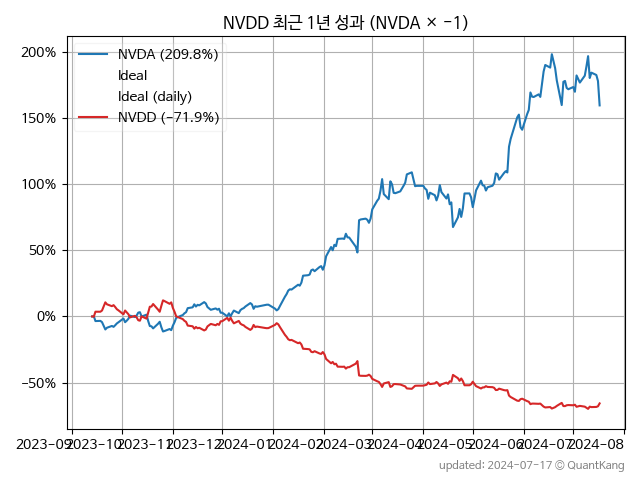 NVDD 최근 1년 성과 (NVDA × −1)
NVDA (209.8%)
Ideal
Ideal (daily)
NVDD (−71.9%)
200%
150%
100%
50%
0%
−50%
2023−09 2023−10 2023−11 2023−12 2024−01 2024−02 2024−03 2024−04 2024−05 2024−06 2024−07 2024−08
updated: 2024-07-17 © QuantKang